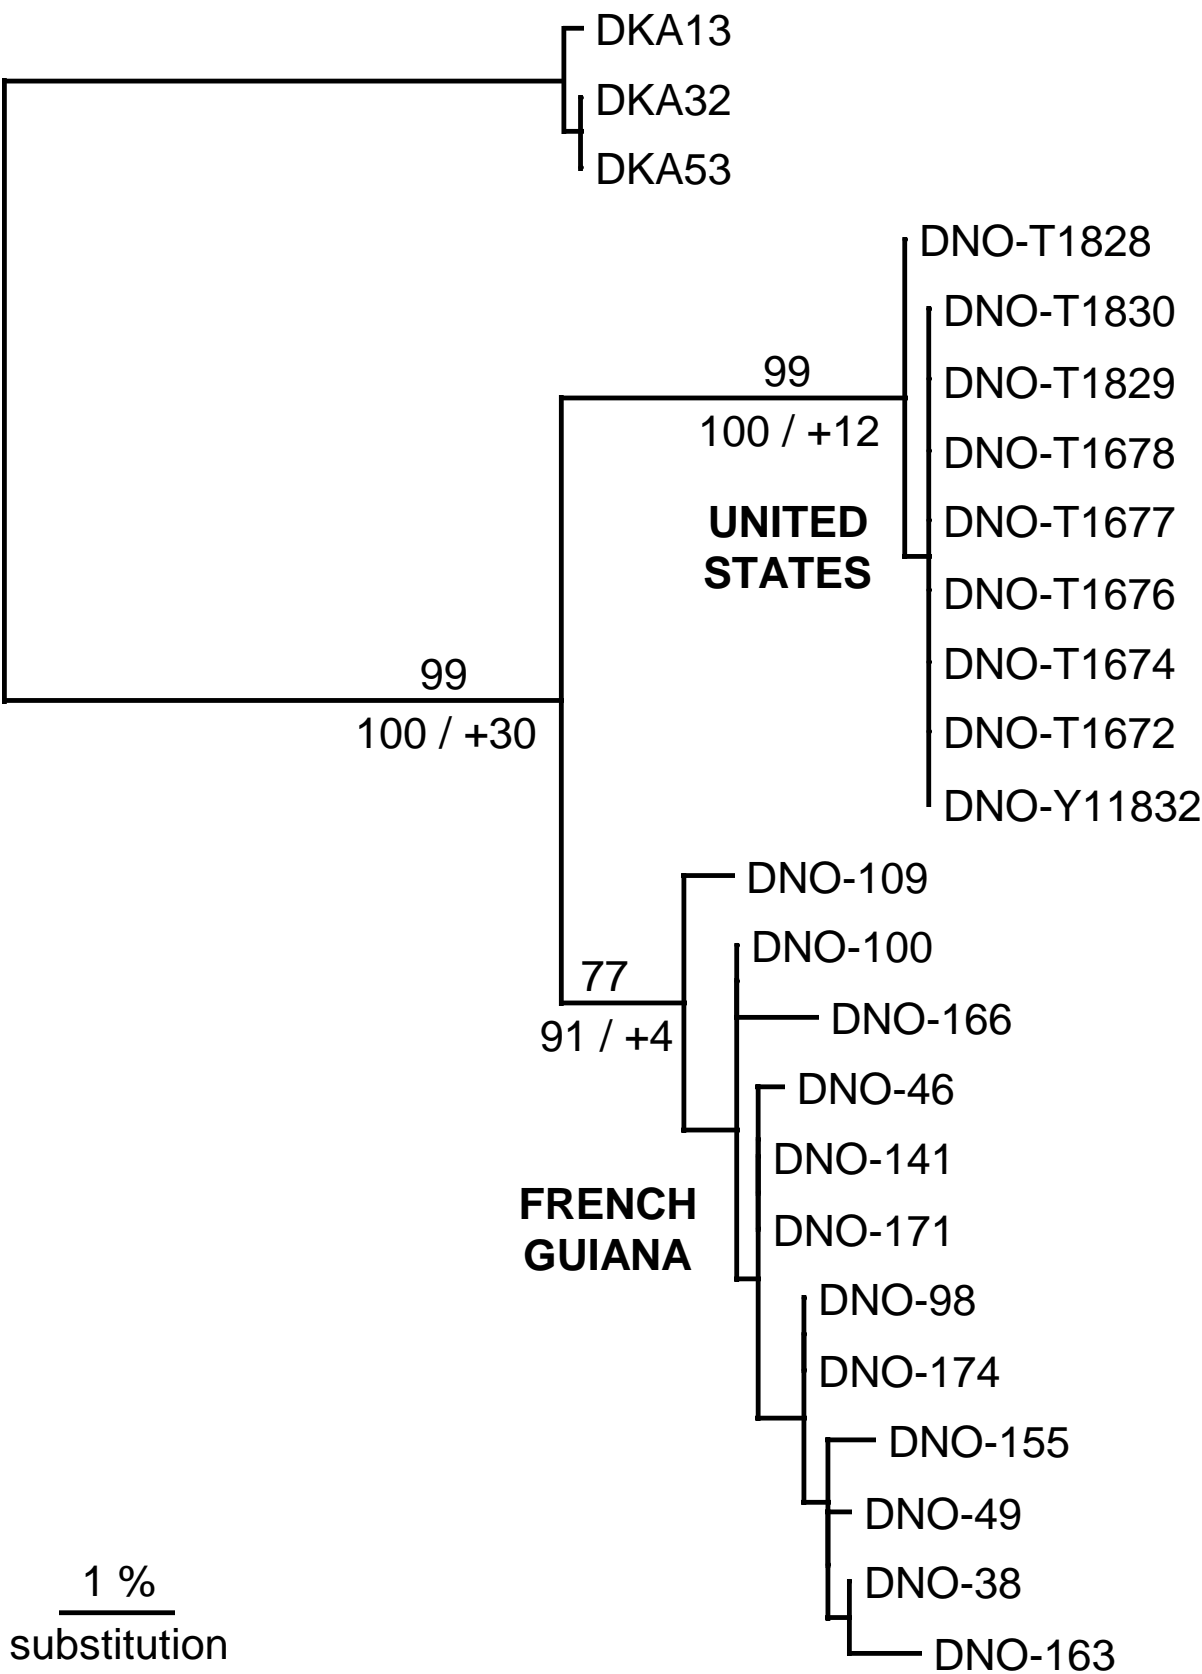 DKA13
DKA32
DKA53
DNO-T1828
DNO-T1830
99
DNO-T1829
100 / +12
DNO-T1678
UNITED
STATES
DNO-T1677
DNO-T1676
99
DNO-T1674
100 / +30
DNO-T1672
DNO-Y11832
DNO-109
DNO-100
77
91 / +4
DNO-166
DNO-46
DNO-141
FRENCH
GUIANA
DNO-171
DNO-98
DNO-174
DNO-155
DNO-49
DNO-38
1 %
substitution
DNO-163